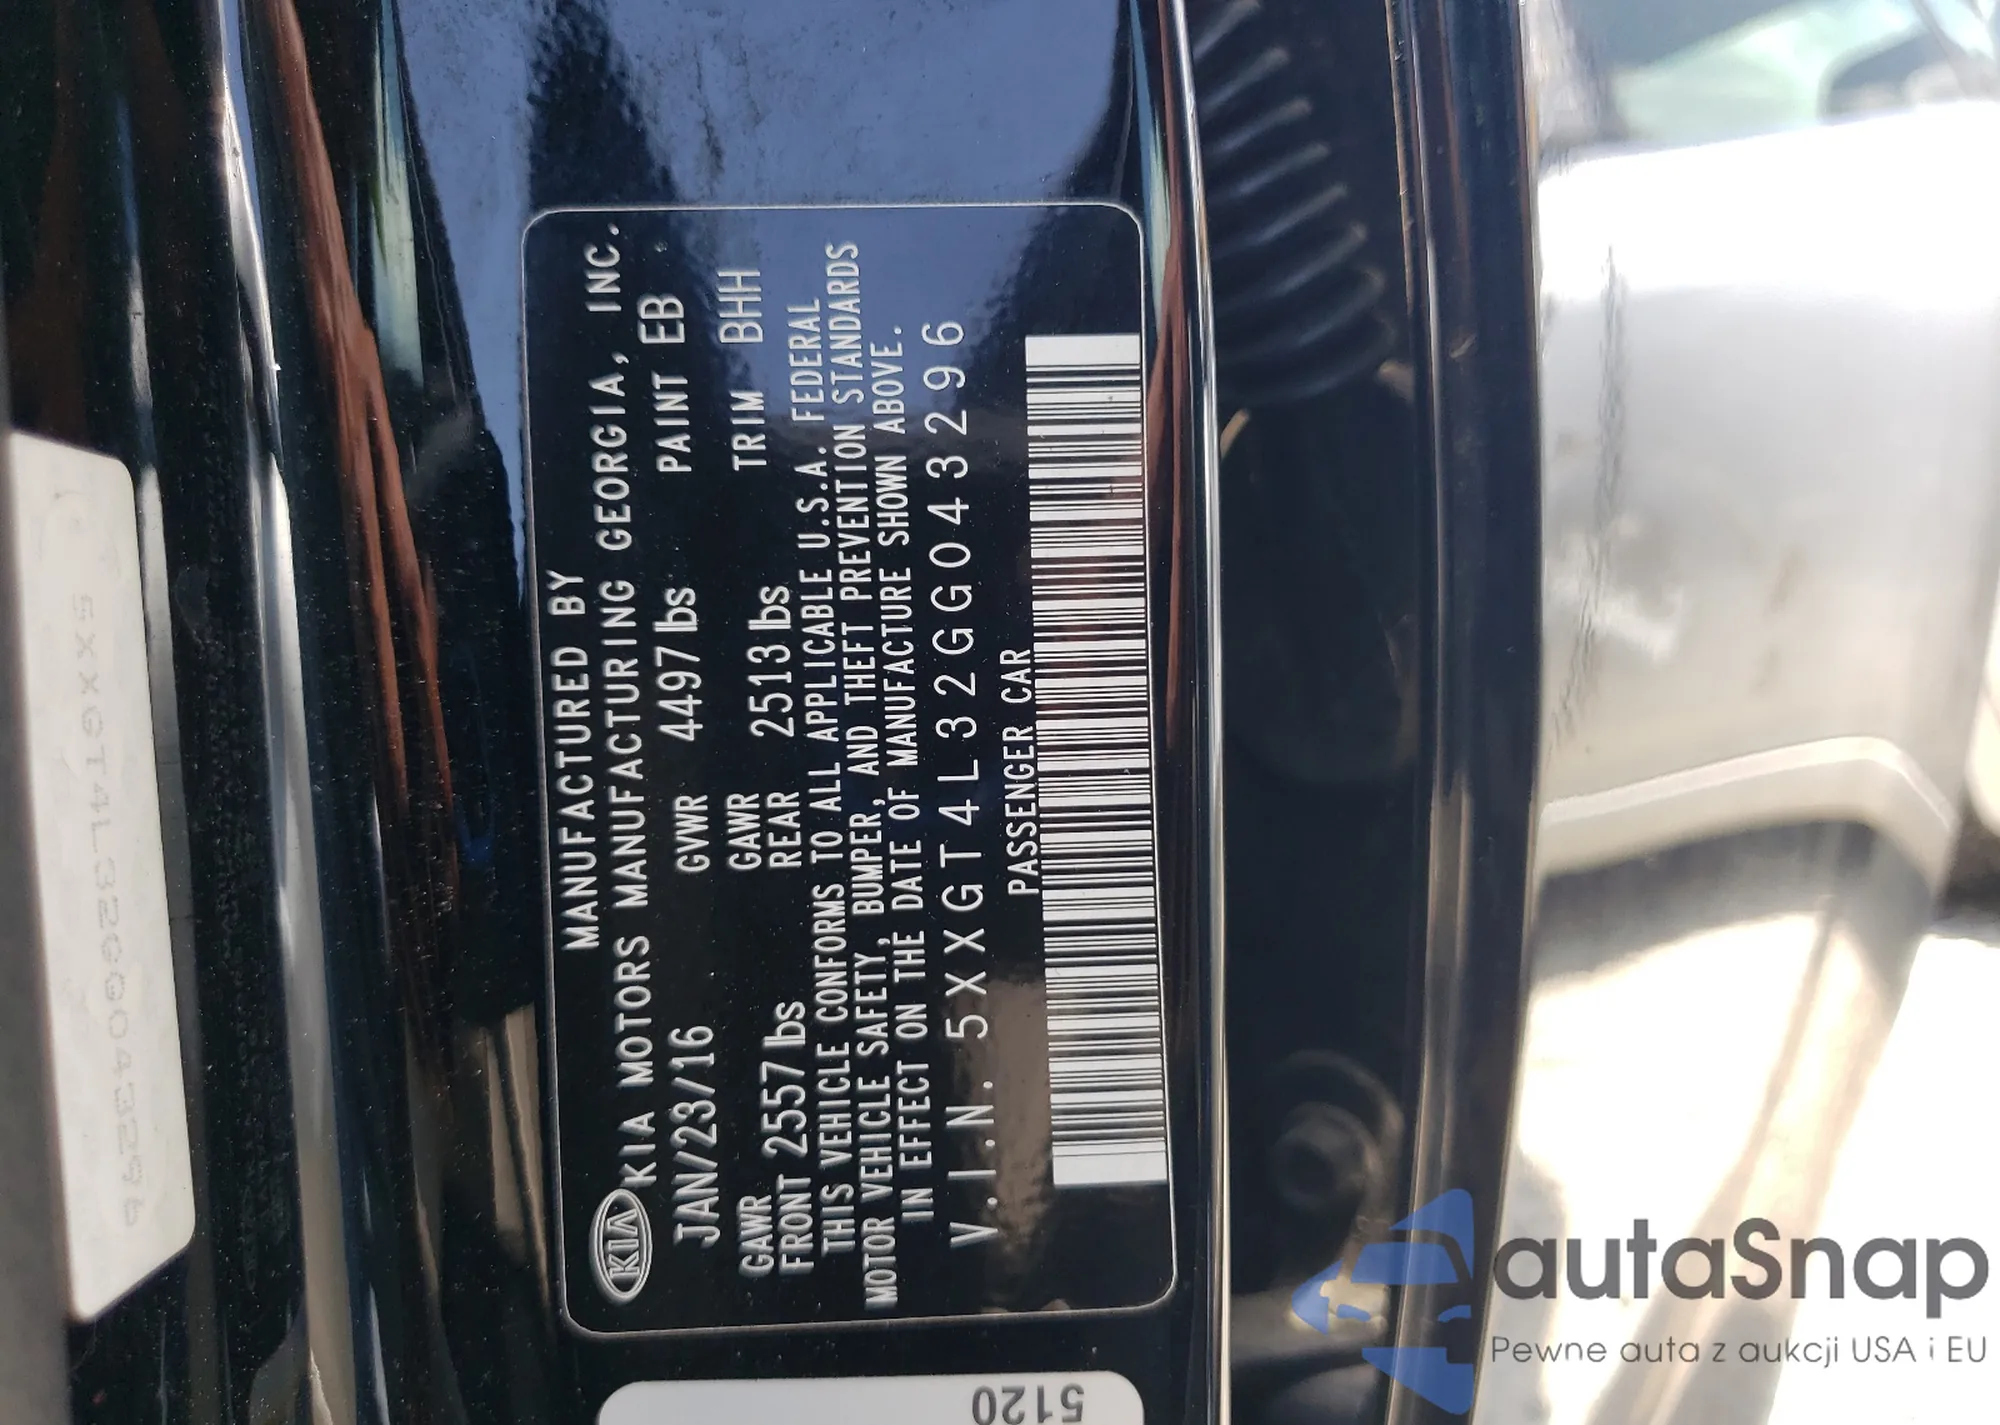 MANUFACTURED BY
KIA KIA MOTORS MANUFACTURING GEORGIA, INC.
JAN/23/16 GVWR 4497 lbs PAINT EB
GAWR FRONT 2557 lbs GAWR REAR 2513 lbs TRIM BHH
THIS VEHICLE CONFORMS TO ALL APPLICABLE U.S.A. FEDERAL
MOTOR VEHICLE SAFETY, BUMPER, AND THEFT PREVENTION STANDARDS
IN EFFECT ON THE DATE OF MANUFACTURE SHOWN ABOVE.
V.I.N. 5XXGT4L32GG043296
PASSENGER CAR
5XXGT4L32GG043296
5120
autaSnap
Pewne auta z aukcji USA i EU